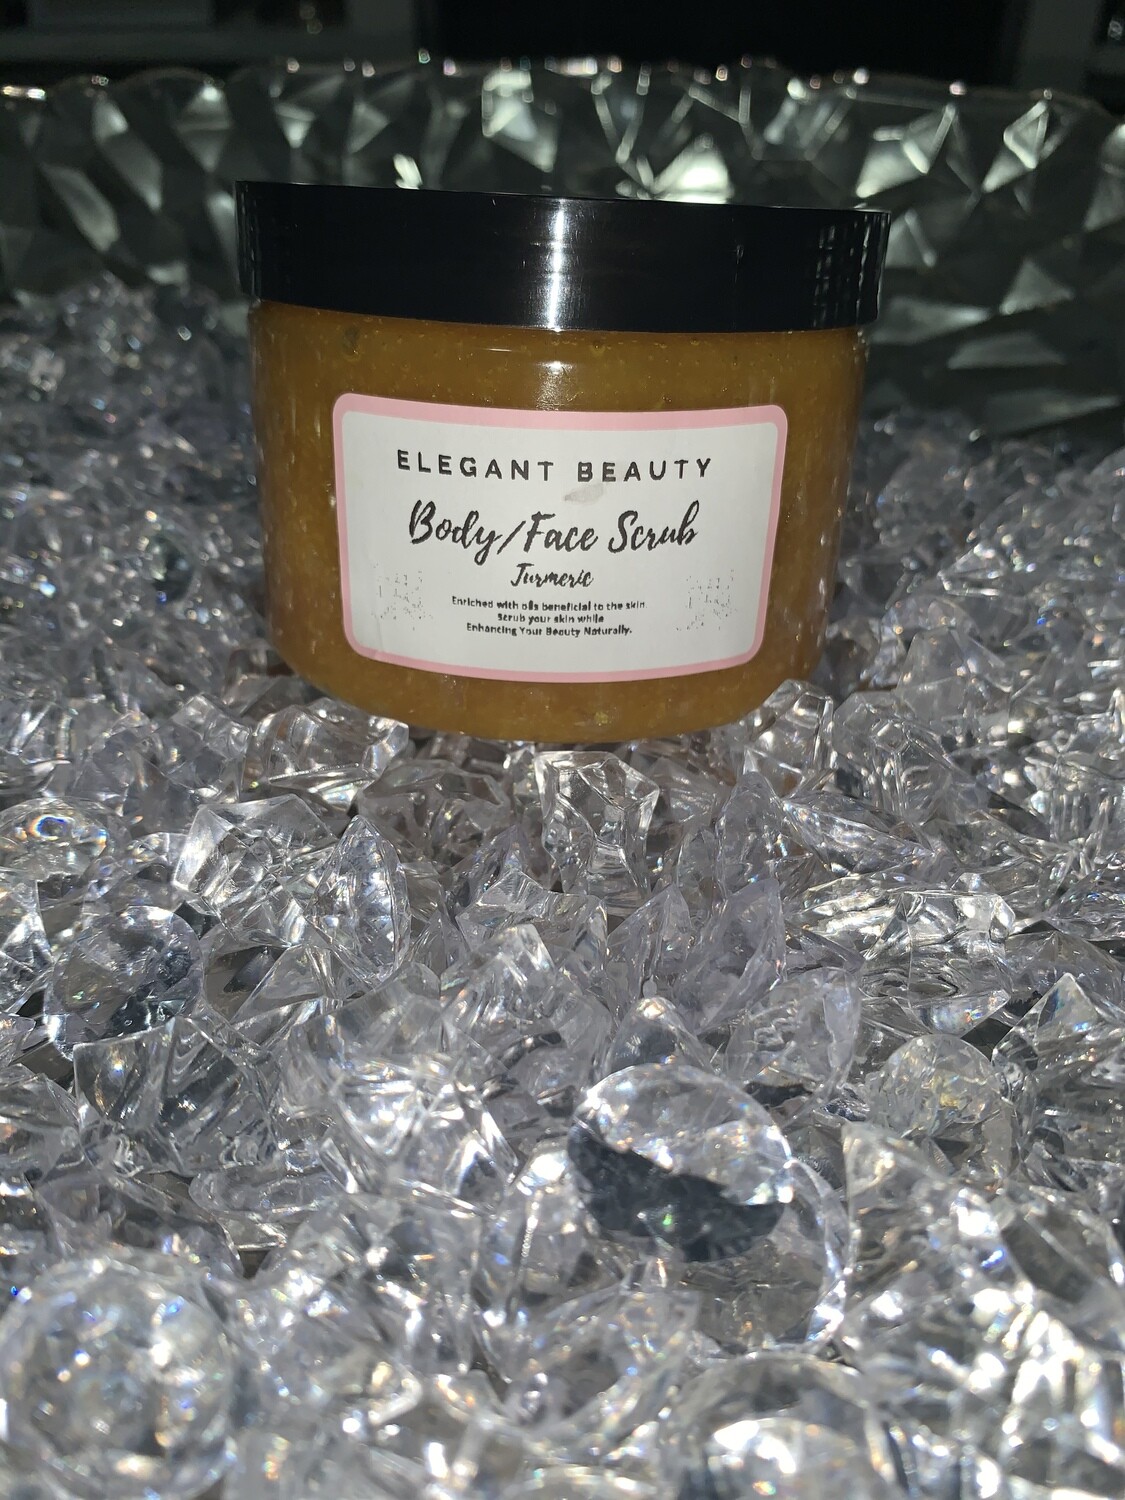 ELEGANT BEAUTY
Body/Face Scrub
Turmeric
Enriched with oils beneficial to the skin
Scrub your skin while
Enhancing Your Beauty Naturally.